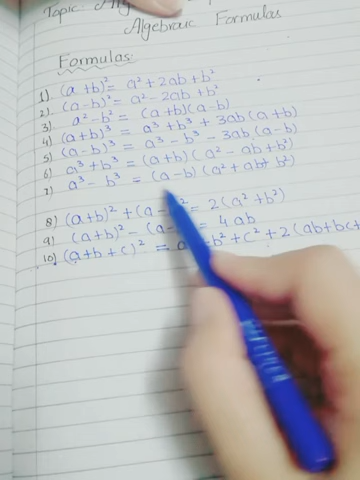 Topic:
Algebraic Formulas
Formulas:
1) (a+b)² = a² + 2ab + b²
2) (a-b)² = a² - 2ab + b²
3) a² - b² = (a+b)(a-b)
4) (a+b)³ = a³ + b³ + 3ab(a+b)
5) (a-b)³ = a³ - b³ - 3ab(a-b)
6) a³ + b³ = (a+b)(a² - ab + b²)
7) a³ - b³ = (a-b)(a² + ab + b²)
8) (a+b)² + (a- )² = 2(a² + b²)
9) (a+b)² - (a- = 4ab
10) (a+b+c)² = a² + b² + c² + 2(ab+bc+